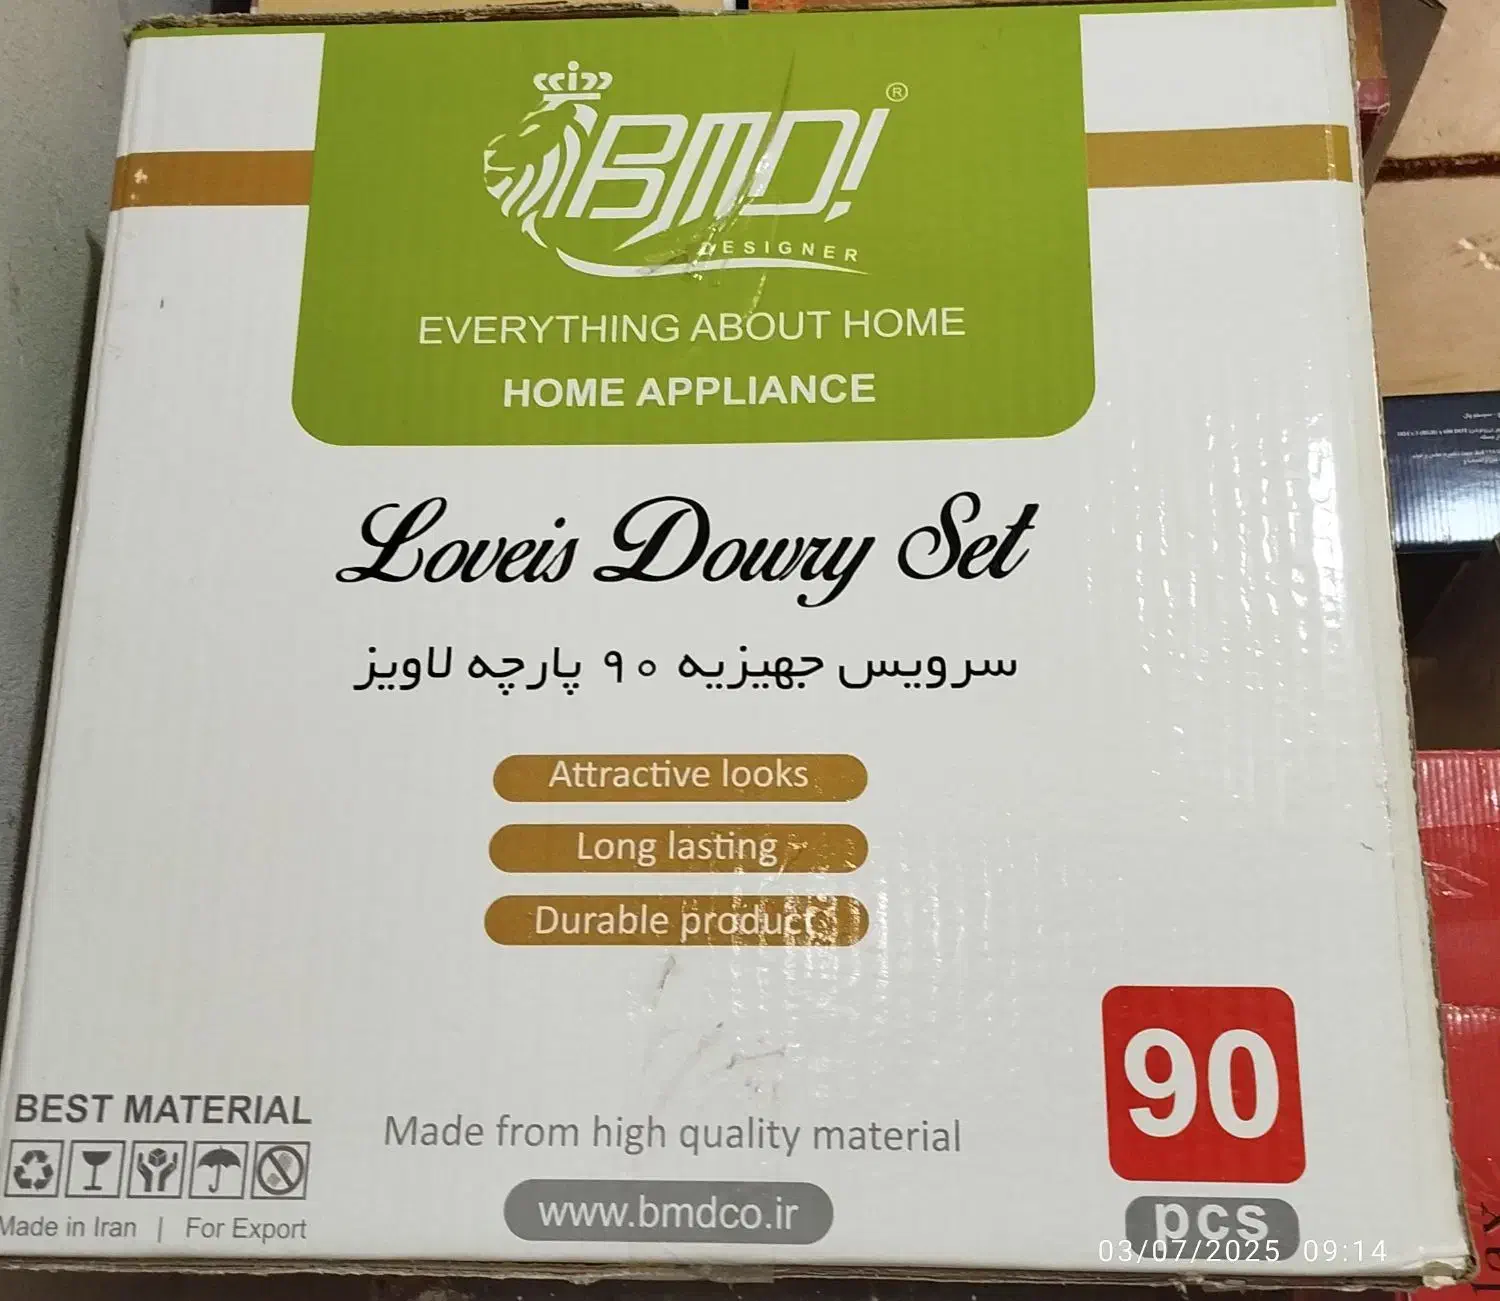 BMD!
®
DESIGNER
EVERYTHING ABOUT HOME
HOME APPLIANCE
Loveis Dowry Set
سرویس جهیزیه ۹۰ پارچه لاویز
Attractive looks
Long lasting
Durable product
90
pcs
BEST MATERIAL
Made from high quality material
Made in Iran | For Export
www.bmdco.ir
03/07/2025 09:14